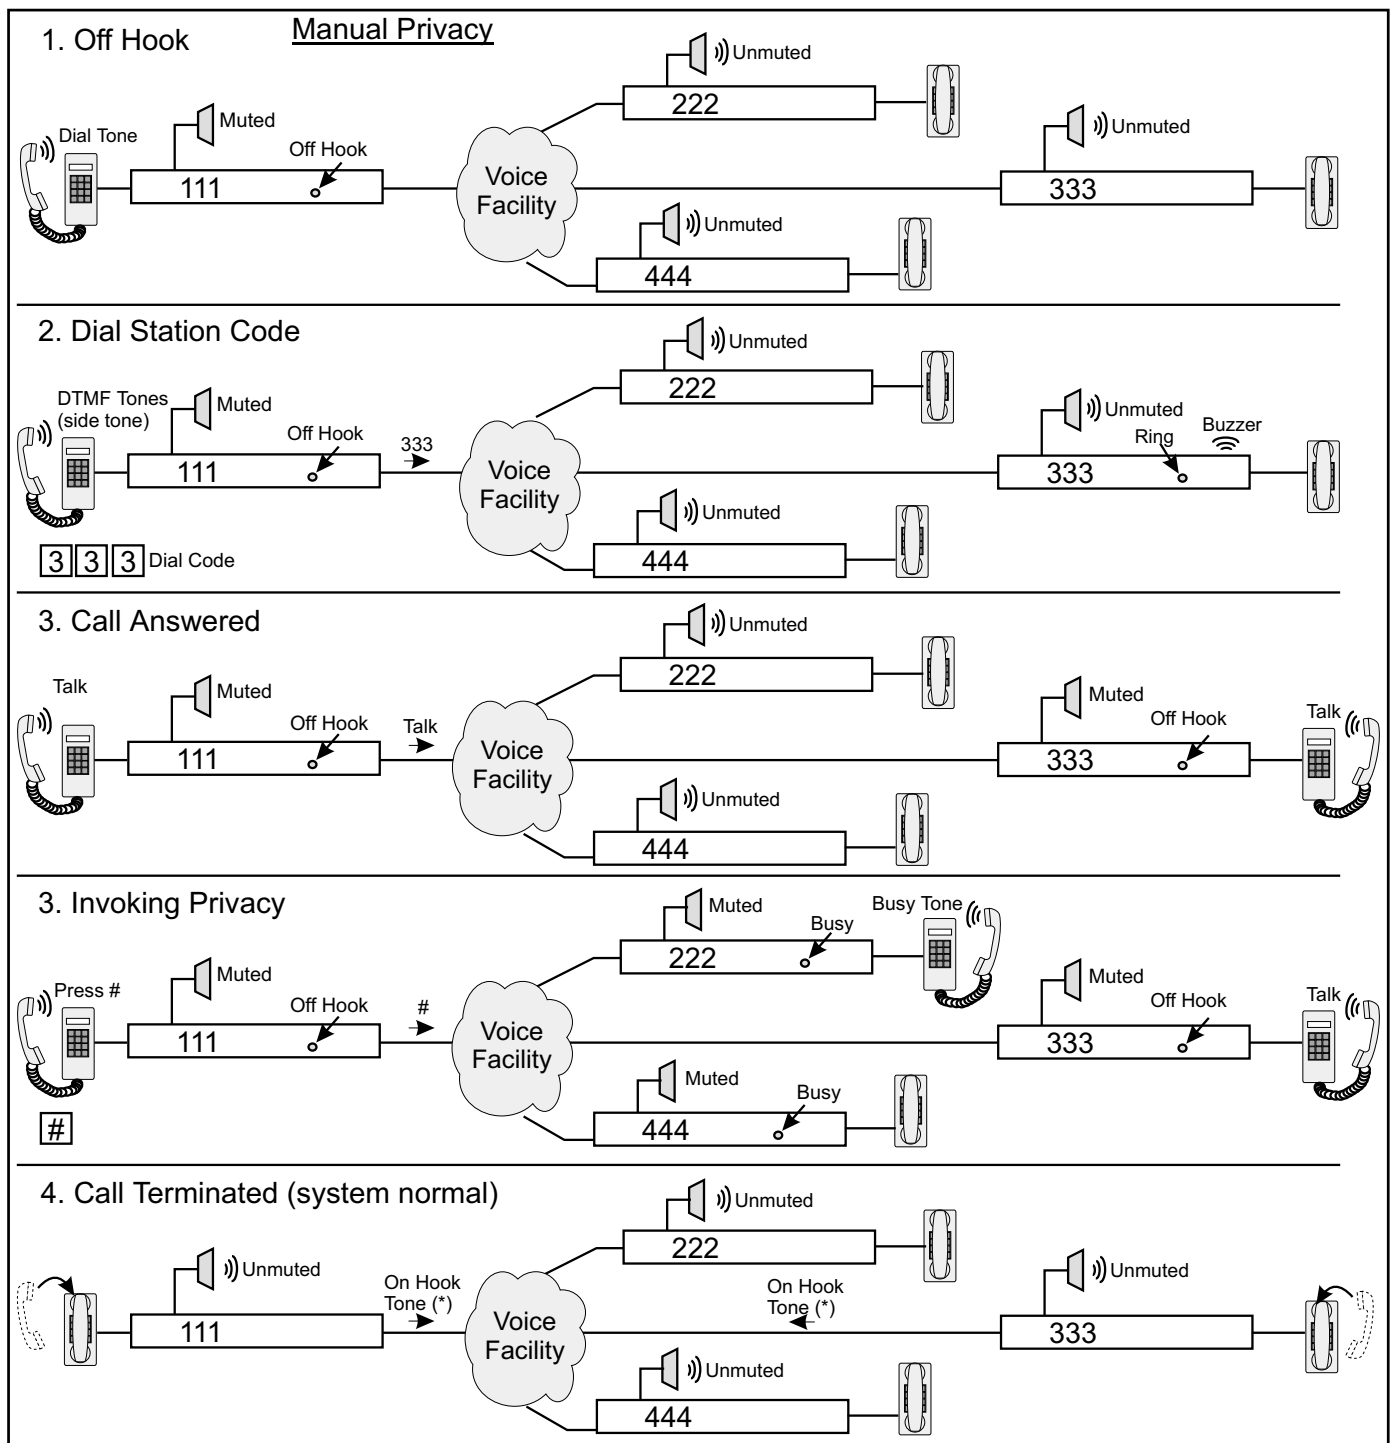 1. Off Hook
Manual Privacy
Unmuted
222
Dial Tone
Muted
Off Hook
111
Voice
Facility
Unmuted
333
Unmuted
444
2. Dial Station Code
Unmuted
222
DTMF Tones
(side tone)
Muted
Off Hook
111
333
Voice
Facility
Unmuted
Ring
Buzzer
333
Unmuted
444
3 3 3 Dial Code
3. Call Answered
Unmuted
222
Talk
Muted
Off Hook
111
Talk
Voice
Facility
Muted
Off Hook
333
Talk
Unmuted
444
3. Invoking Privacy
Muted
Busy
222
Busy Tone
Press #
Muted
Off Hook
111
#
Voice
Facility
Muted
Off Hook
333
Talk
Muted
Busy
444
#
4. Call Terminated (system normal)
Unmuted
222
Unmuted
111
On Hook
Tone (*)
Voice
Facility
On Hook
Tone (*)
Unmuted
333
Unmuted
444